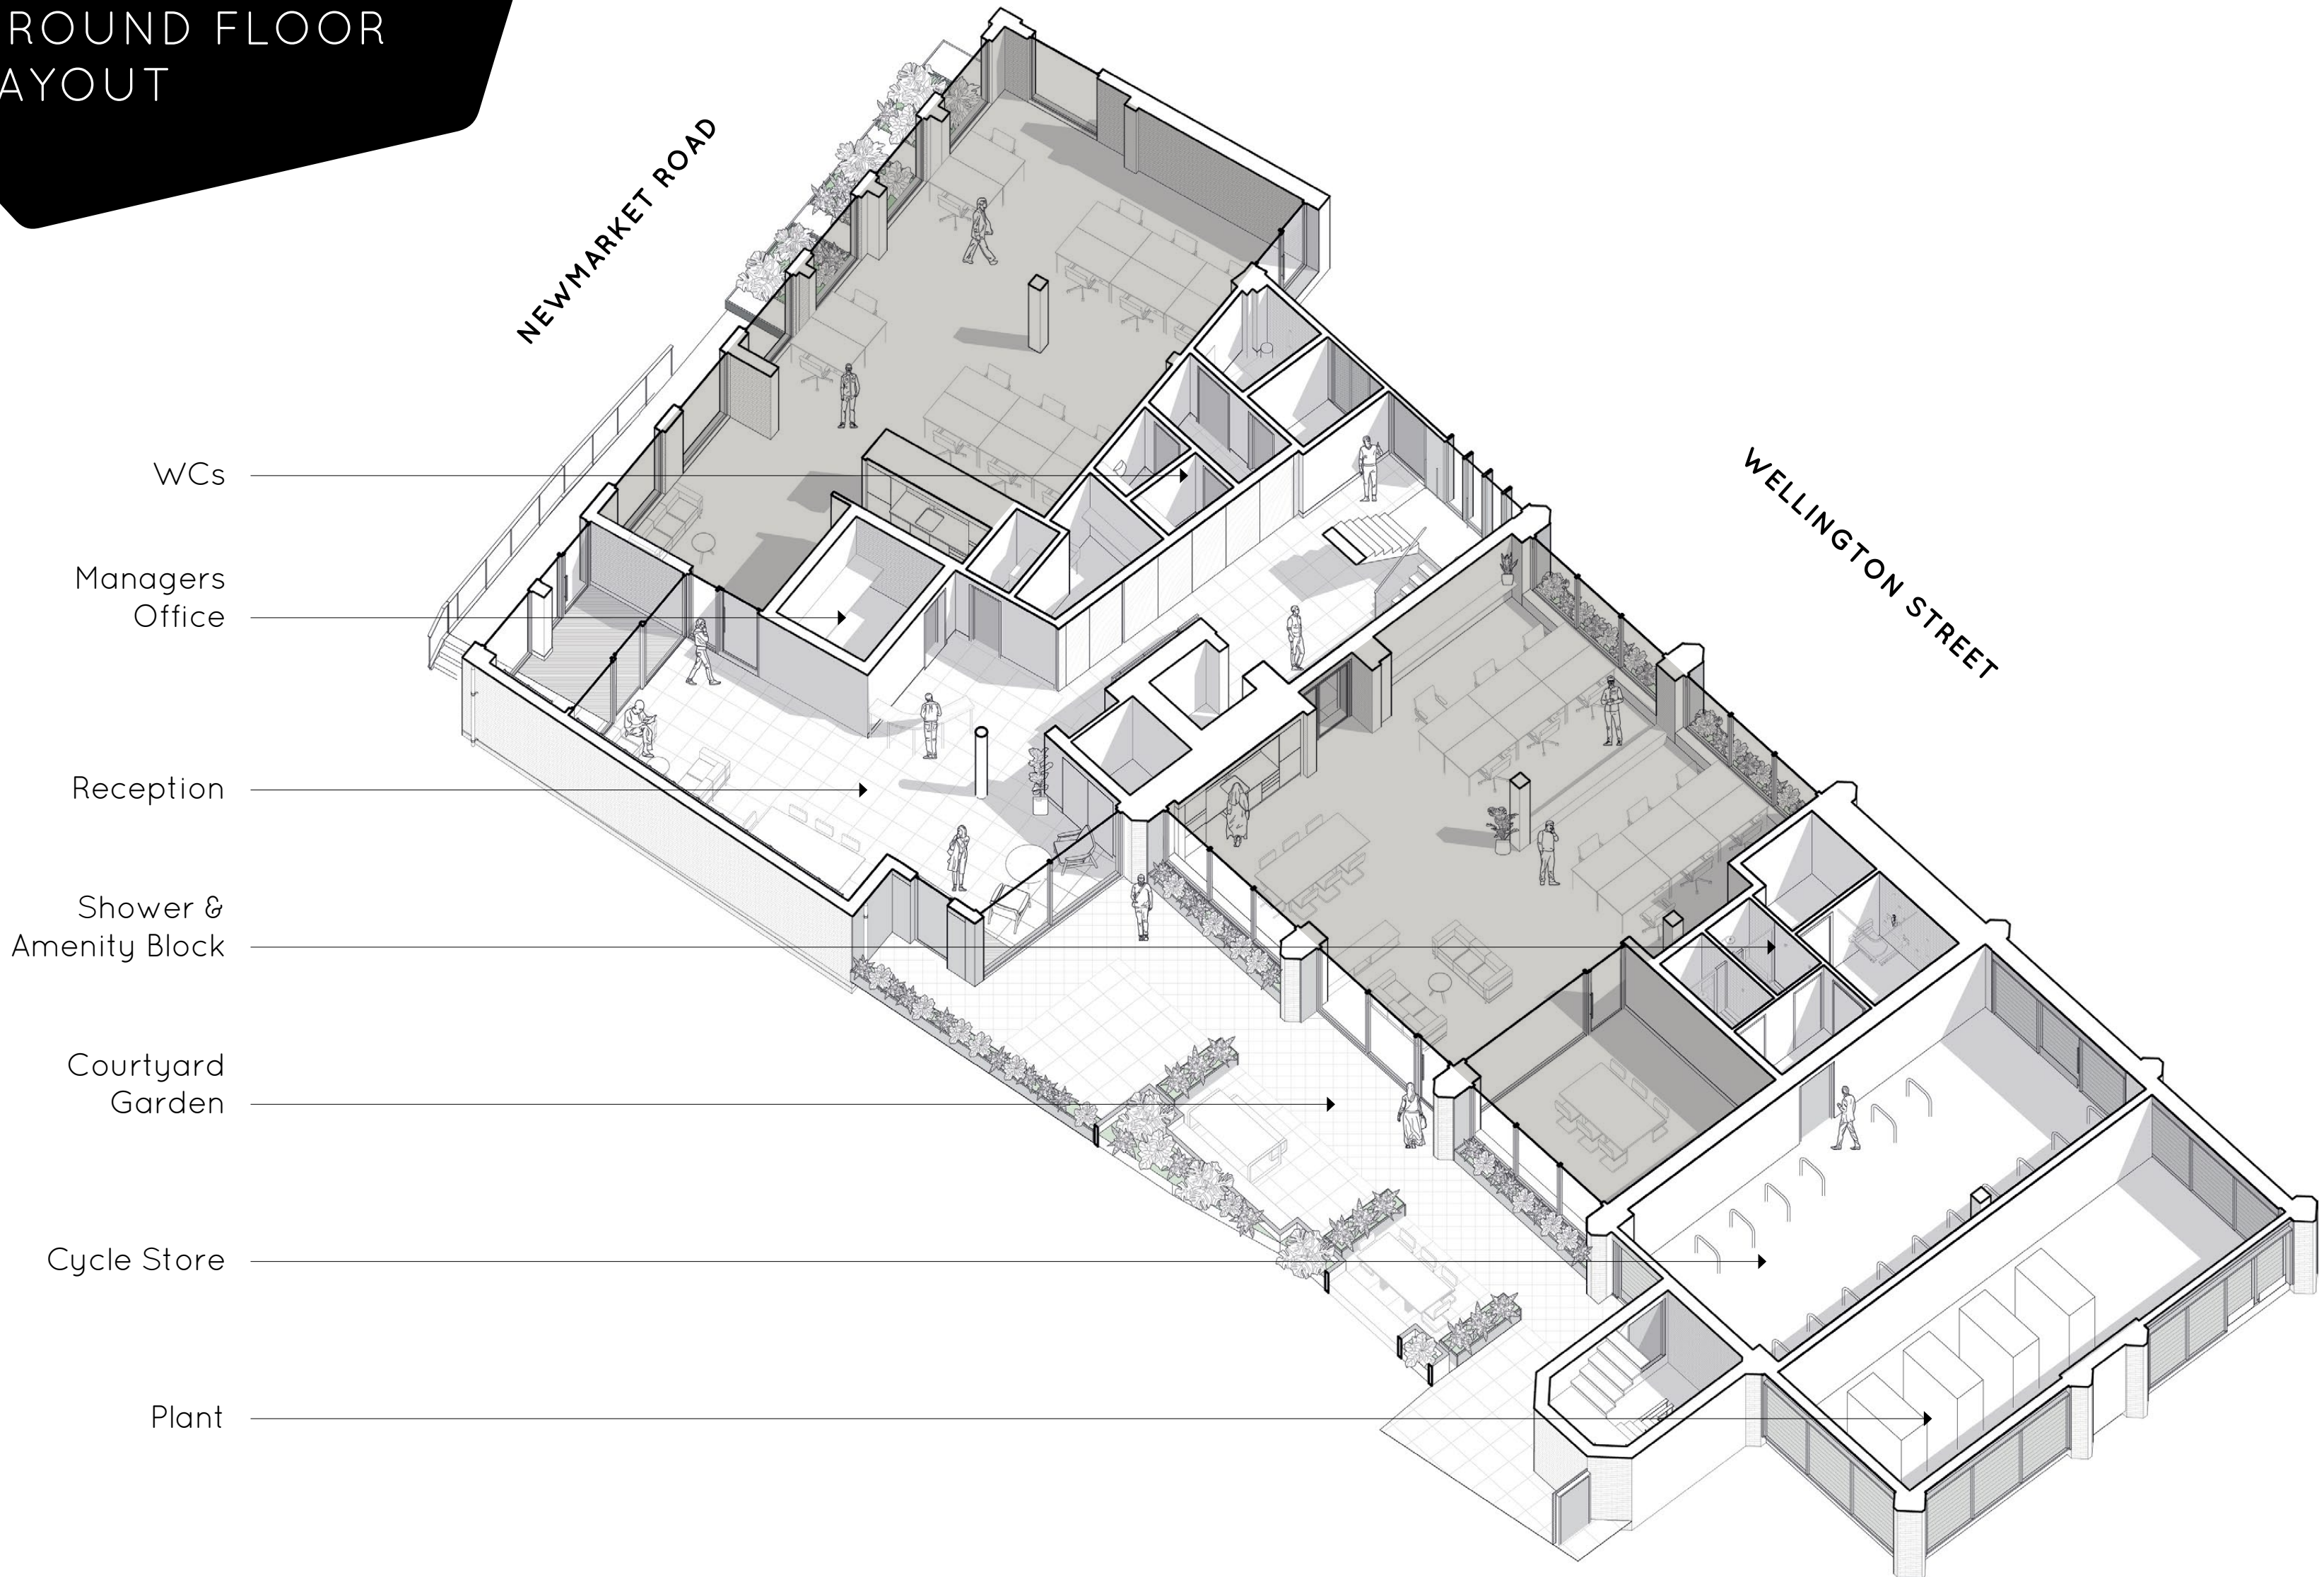 ROUND FLOOR
AYOUT
NEWMARKET ROAD
WELLINGTON STREET
WCs
Managers
Office
Reception
Shower &
Amenity Block
Courtyard
Garden
Cycle Store
Plant